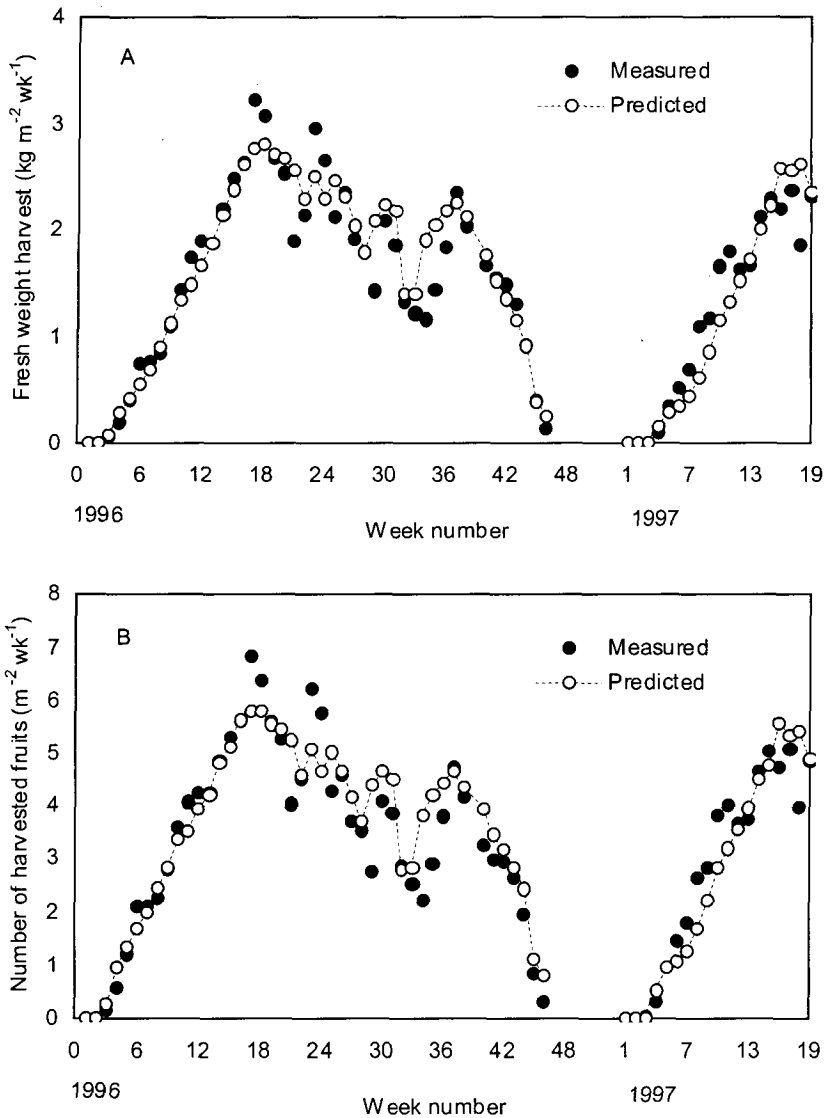 4
A
Measured
Predicted
3
2
1
0
Fresh weight harvest (kg m⁻² wk⁻¹)
0 6 12 18 24 30 36 42 48 1 7 13 19
1996 1997
Week number
8
B
Measured
Predicted
7
6
5
4
3
2
1
0
Number of harvested fruits (m⁻² wk⁻¹)
0 6 12 18 24 30 36 42 48 1 7 13 19
1996 1997
Week number